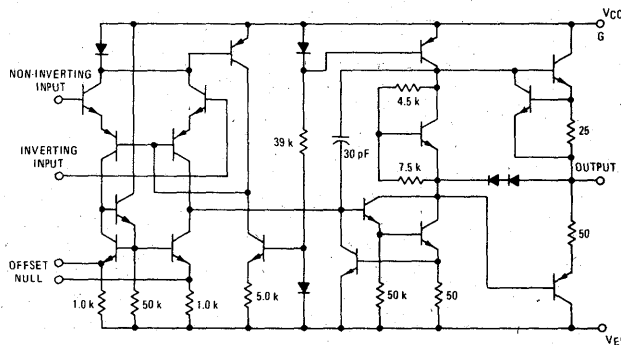 VCC
G
NON-INVERTING
INPUT
4.5 k
25
39 k
30 pF
INVERTING
INPUT
7.5 k
OUTPUT
50
OFFSET
NULL
1.0 k
50 k
1.0 k
5.0 k
50 k
50
VE